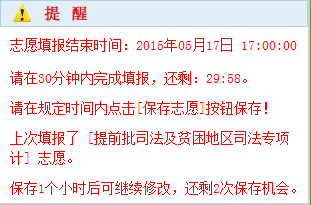 提 醒
志愿填报结束时间：2015年05月17日 17:00:00
请在30分钟内完成填报，还剩：29:58。
请在规定时间内点击[保存志愿]按钮保存！
上次填报了 [提前批司法及贫困地区司法专项
计] 志愿。
保存1个小时后可继续修改，还剩2次保存机会。